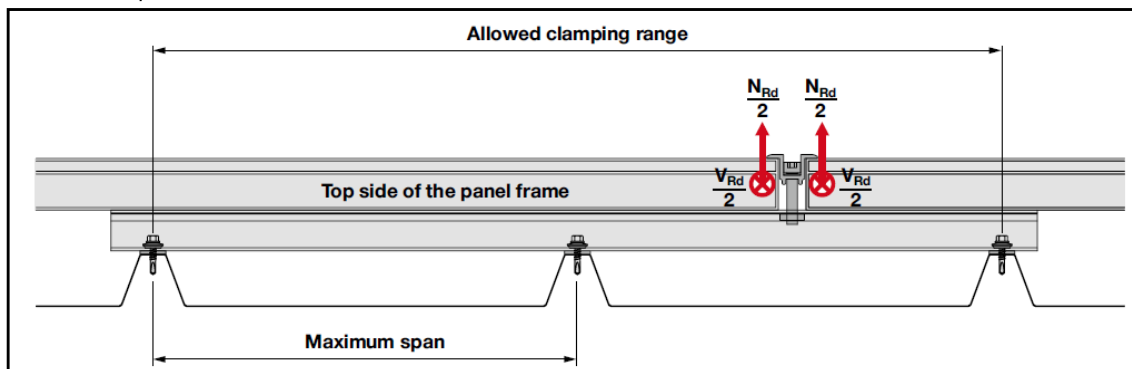 Allowed clamping range
N_Rd/2 N_Rd/2
Top side of the panel frame
V_Rd/2 V_Rd/2
Maximum span